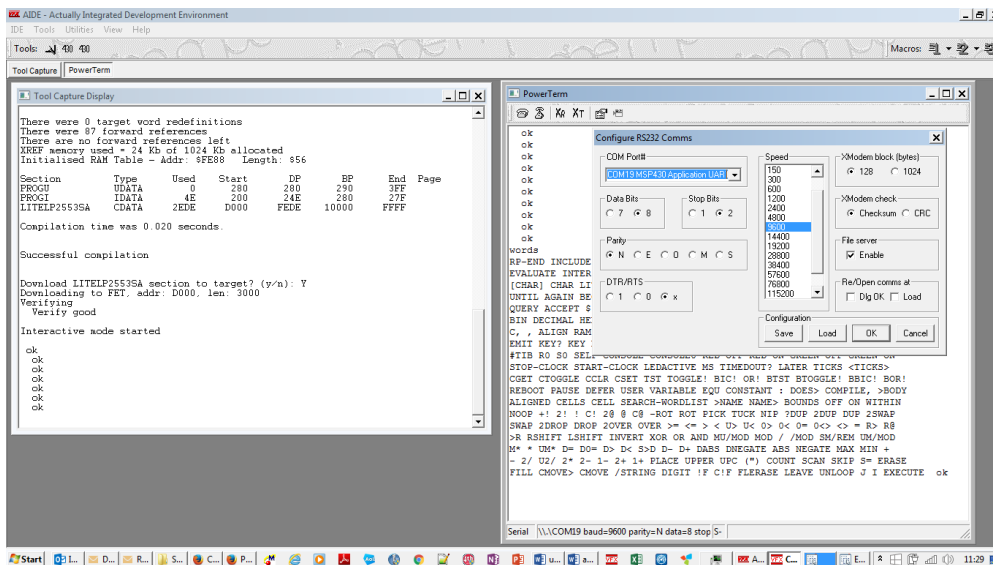 AIDE - Actually Integrated Development Environment
IDE Tools Utilities View Help
Tools:
Macros:
Tool Capture PowerTerm
Tool Capture Display
There were 0 target word redefinitions
There were 87 forward references
There are no forward references left
XREF memory used = 24 Kb of 1024 Kb allocated
Initialised RAM Table - Addr: $FE88 Length: $56
Section Type Used Start DP BP End Page
PROGU UDATA 0 280 280 290 3FF
PROGI IDATA 4E 200 24E 280 27F
LITELP2553SA CDATA 2EDE D000 FEDE 10000 FFFF
Compilation time was 0.020 seconds.
Successful compilation
Download LITELP2553SA section to target? (y/n): Y
Downloading to FET, addr: D000, len: 3000
Verifying
Verify good
Interactive mode started
ok
ok
ok
ok
ok
ok
ok
PowerTerm
XR XT
ok
ok
ok
ok
ok
ok
ok
ok
ok
ok
words
RP-END INCLUDE
EVALUATE INTER
[CHAR] CHAR LI
UNTIL AGAIN BE
QUERY ACCEPT $
BIN DECIMAL HE
C, , ALIGN RAM
EMIT KEY? KEY
#TIB R0 S0 SELF-CONSOLE
STOP-CLOCK START-CLOCK LEDACTIVE MS TIMEDOUT? LATER TICKS <TICKS>
CGET CTOGGLE CCLR CSET TST TOGGLE! BIC! OR! BTST BTOGGLE! BBIC! BOR!
REBOOT PAUSE DEFER USER VARIABLE EQU CONSTANT : DOES> COMPILE, >BODY
ALIGNED CELLS CELL SEARCH-WORDLIST >NAME NAME> BOUNDS OFF ON WITHIN
NOOP +! 2! ! C! 2@ @ C@ -ROT ROT PICK TUCK NIP ?DUP 2DUP DUP 2SWAP
SWAP 2DROP DROP 2OVER OVER >= <= > < U> U< 0> 0< 0= 0<> <> = R> R@
>R RSHIFT LSHIFT INVERT XOR OR AND MU/MOD MOD / /MOD SM/REM UM/MOD
M* * UM* D= D0= D> D< S>D D- D+ DABS DNEGATE ABS NEGATE MAX MIN +
- 2/ U2/ 2* 2- 1- 2+ 1+ PLACE UPPER UPC (") COUNT SCAN SKIP S= ERASE
FILL CMOVE> CMOVE /STRING DIGIT !F C!F FLERASE LEAVE UNLOOP J I EXECUTE ok
Configure RS232 Comms
COM Port#
COM19 MSP430 Application UAR
Data Bits
7 8
Stop Bits
1 2
Parity
N E O M S
DTR/RTS
1 0 x
Speed
150
300
600
1200
2400
4800
9600
14400
19200
28800
38400
57600
76800
115200
XModem block (bytes)
128 1024
XModem check
Checksum CRC
File server
Enable
Re/Open comms at
Dlg OK Load
Configuration
Save Load OK Cancel
Serial \\.\COM19 baud=9600 parity=N data=8 stop S-
Start L... D... R... S... C... P... u... a... A... C... E... 11:29